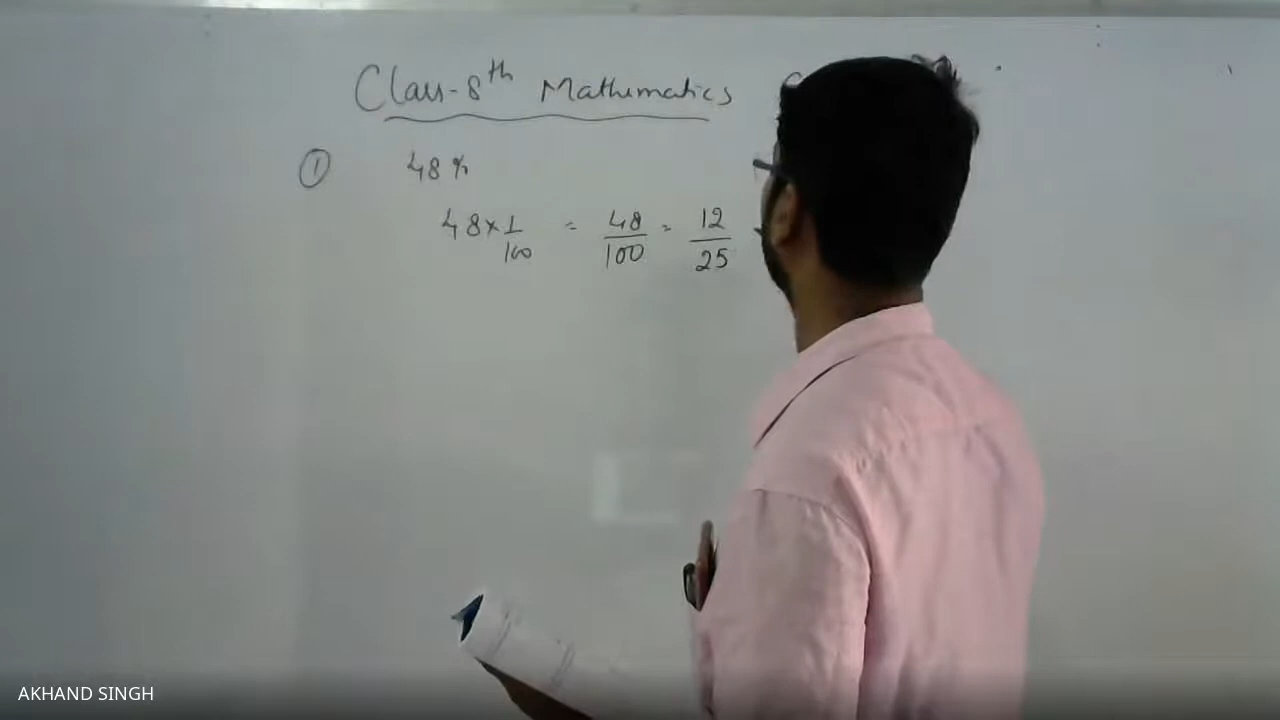 Class-8th Mathematics
① 48%
48 × 1/100 = 48/100 = 12/25
AKHAND SINGH